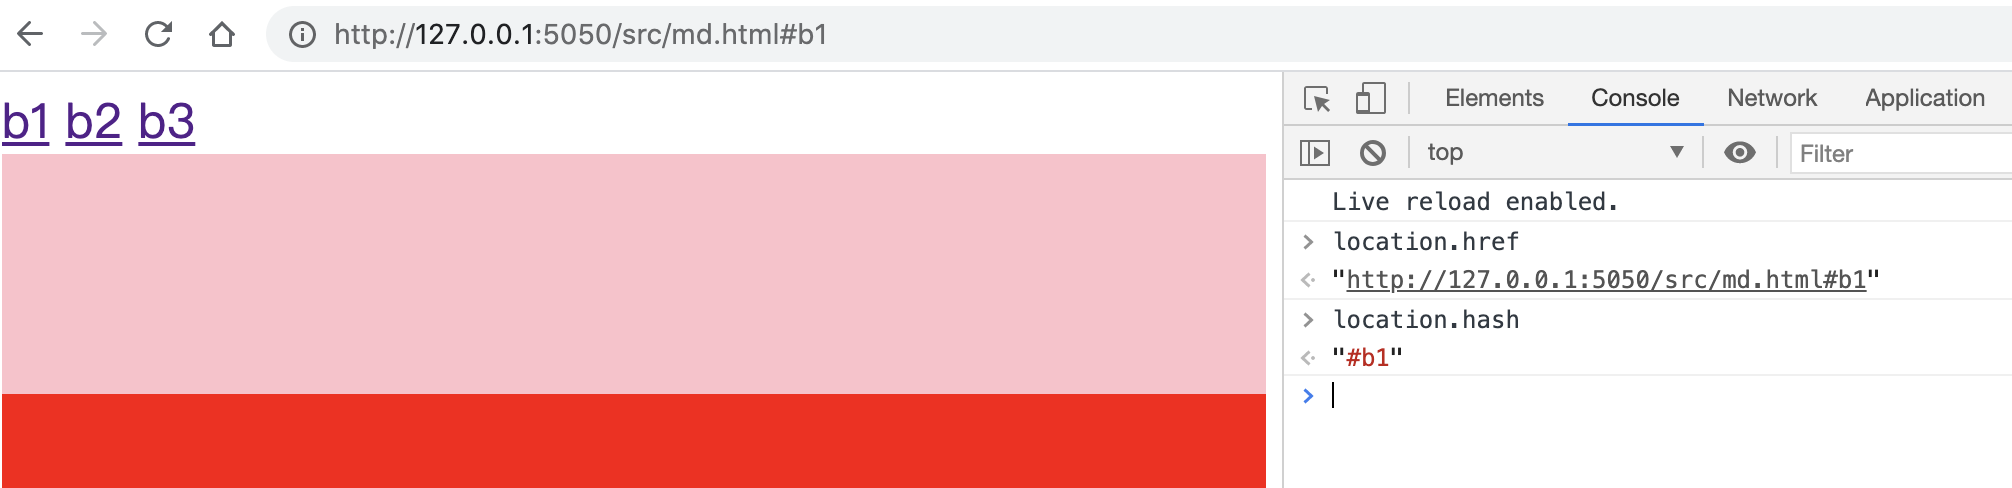 http://127.0.0.1:5050/src/md.html#b1
b1 b2 b3
Elements Console Network Application
top Filter
Live reload enabled.
location.href
"http://127.0.0.1:5050/src/md.html#b1"
location.hash
"#b1"